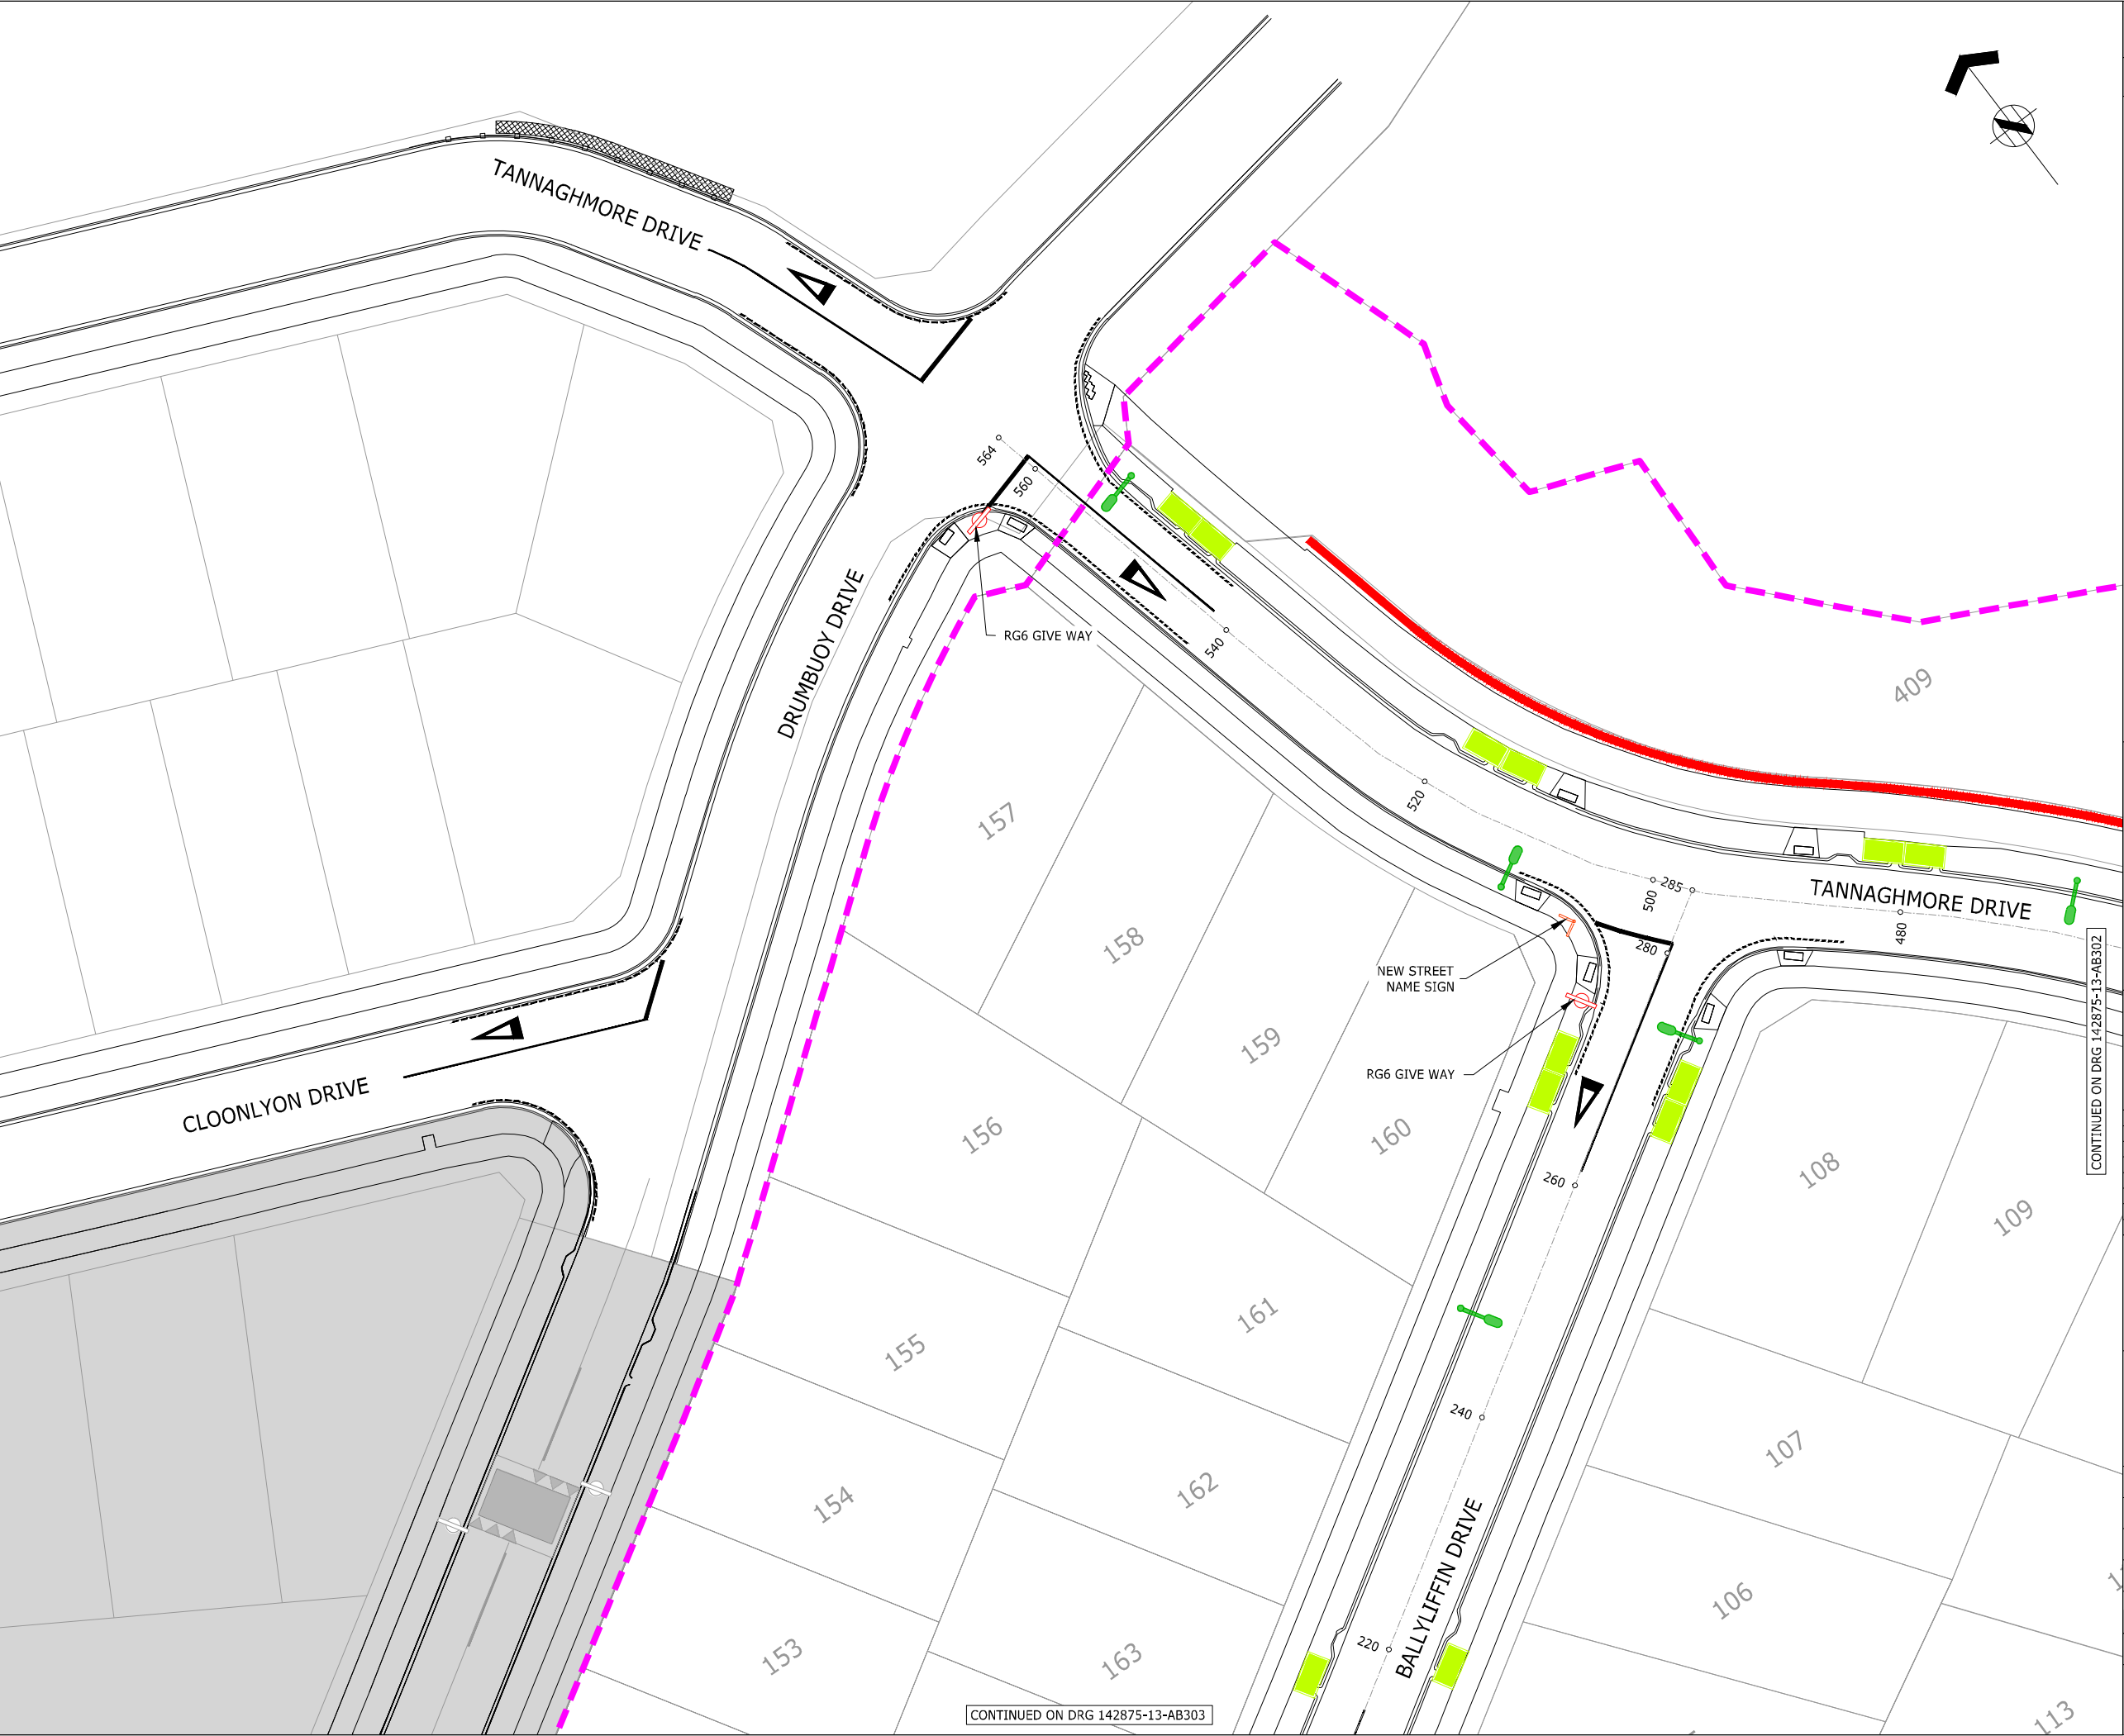 TANNAGHMORE DRIVE
564
560
DRUMBUOY DRIVE
RG6 GIVE WAY
540
409
520
157
500
285
TANNAGHMORE DRIVE
480
158
280
NEW STREET
NAME SIGN
159
CONTINUED ON DRG 142875-13-AB302
RG6 GIVE WAY
CLOONLYON DRIVE
156
160
108
260
109
161
155
240
107
162
154
BALLYLIFFIN DRIVE
106
220
153
163
CONTINUED ON DRG 142875-13-AB303
113